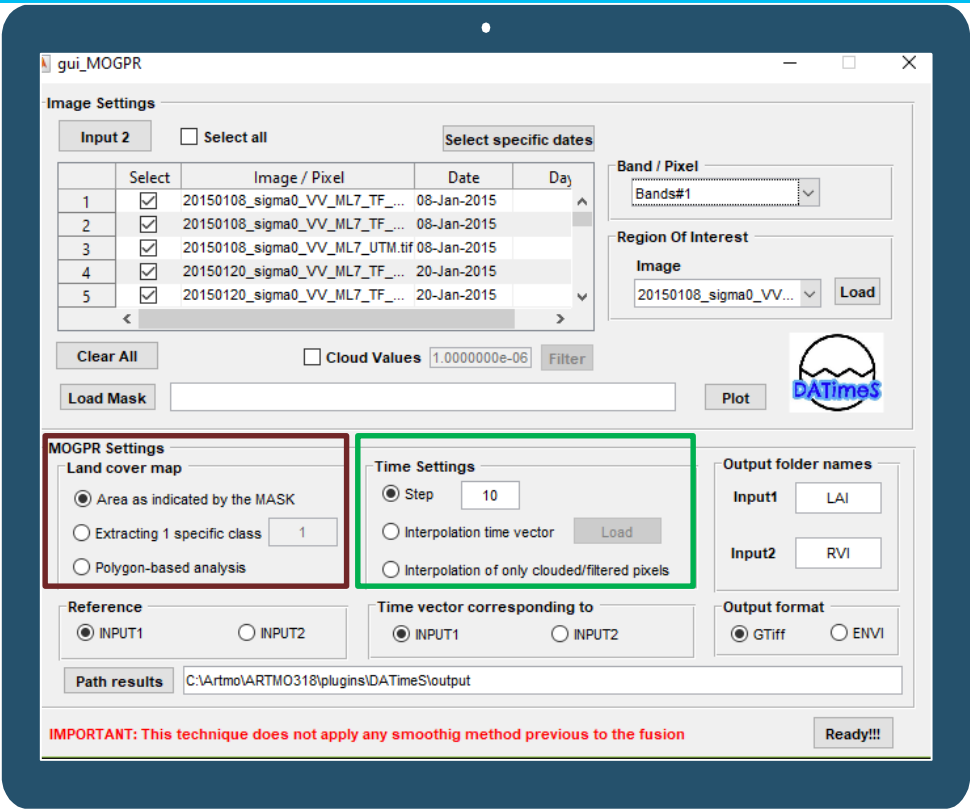 gui_MOGPR
Image Settings
Input 2
Select all
Select specific dates
Select Image / Pixel Date Day
1 20150108_sigma0_VV_ML7_TF_... 08-Jan-2015
2 20150108_sigma0_VV_ML7_TF_... 08-Jan-2015
3 20150108_sigma0_VV_ML7_UTM.tif 08-Jan-2015
4 20150120_sigma0_VV_ML7_TF_... 20-Jan-2015
5 20150120_sigma0_VV_ML7_TF_... 20-Jan-2015
Band / Pixel
Bands#1
Region Of Interest
Image
20150108_sigma0_VV... Load
Clear All
Cloud Values 1.0000000e-06 Filter
Load Mask
Plot
DATimeS
MOGPR Settings
Land cover map
Area as indicated by the MASK
Extracting 1 specific class 1
Polygon-based analysis
Time Settings
Step 10
Interpolation time vector Load
Interpolation of only clouded/filtered pixels
Output folder names
Input1 LAI
Input2 RVI
Reference
INPUT1 INPUT2
Time vector corresponding to
INPUT1 INPUT2
Output format
GTiff ENVI
Path results C:\Artmo\ARTMO318\plugins\DATimeS\output
IMPORTANT: This technique does not apply any smoothig method previous to the fusion
Ready!!!